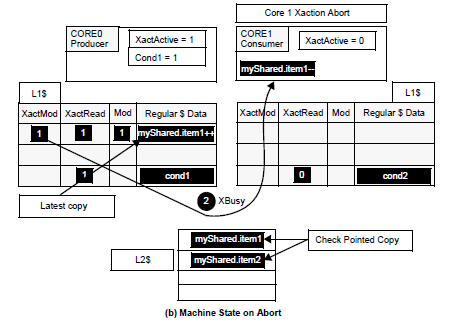 Core 1 Xaction Abort
CORE0
Producer
XactActive = 1
Cond1 = 1
CORE1
Consumer
XactActive = 0
myShared.item1--
L1$
XactMod XactRead Mod Regular $ Data
1 1 1 myShared.item1++
1 cond1
Latest copy
L1$
XactMod XactRead Mod Regular $ Data
0 cond2
2 XBusy
L2$
myShared.item1
myShared.item2
Check Pointed Copy
(b) Machine State on Abort